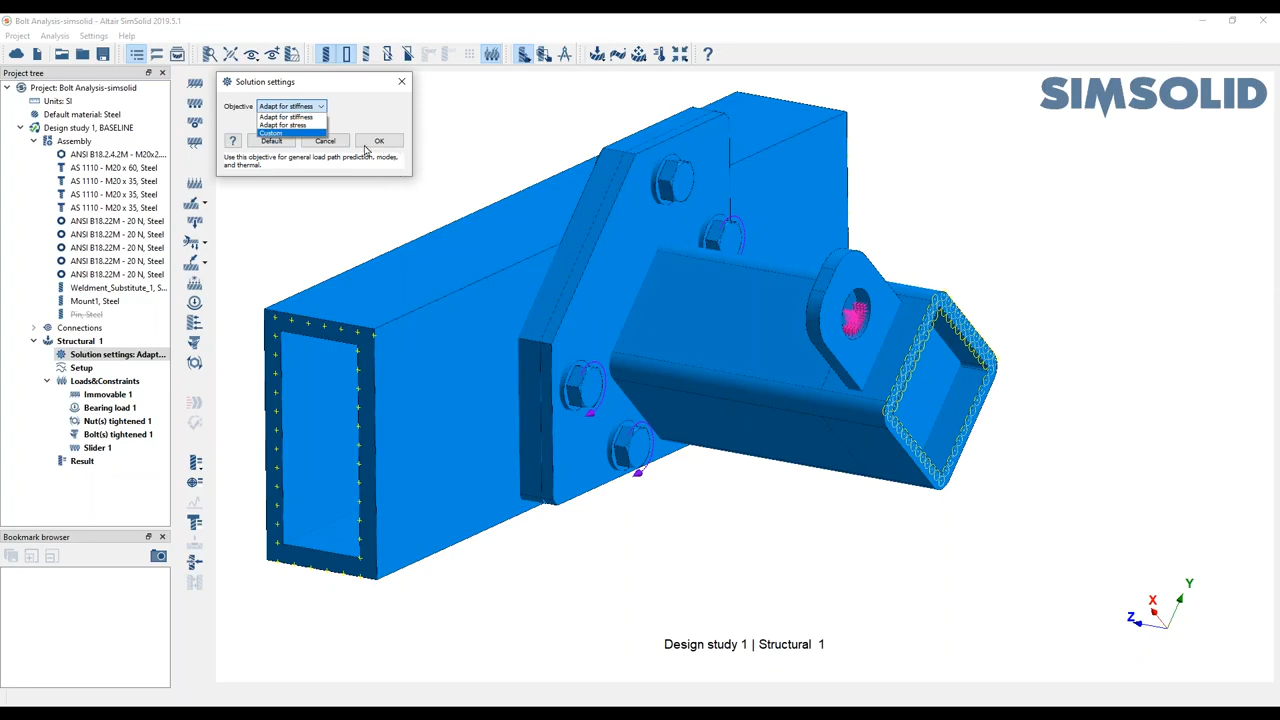 Bolt Analysis-simsolid - Altair SimSolid 2019.5.1
Project Analysis Settings Help
Project tree
Project: Bolt Analysis-simsolid
Units: SI
Default material: Steel
Design study 1, BASELINE
Assembly
ANSI B18.2.4.2M - M20x2....
AS 1110 - M20 x 60, Steel
AS 1110 - M20 x 35, Steel
AS 1110 - M20 x 35, Steel
AS 1110 - M20 x 35, Steel
ANSI B18.22M - 20 N, Steel
ANSI B18.22M - 20 N, Steel
ANSI B18.22M - 20 N, Steel
ANSI B18.22M - 20 N, Steel
ANSI B18.22M - 20 N, Steel
Weldment_Substitute_1, S...
Mount1, Steel
Pin, Steel
Connections
Structural 1
Solution settings: Adapt...
Setup
Loads&Constraints
Immovable 1
Bearing load 1
Nut(s) tightened 1
Bolt(s) tightened 1
Slider 1
Result
Bookmark browser
Solution settings
Objective Adapt for stiffness
Adapt for stiffness
Adapt for stress
Custom
? Default Cancel OK
Use this objective for general load path prediction, modes,
and thermal.
SIMSOLID
Y
X
Z
Design study 1 | Structural 1